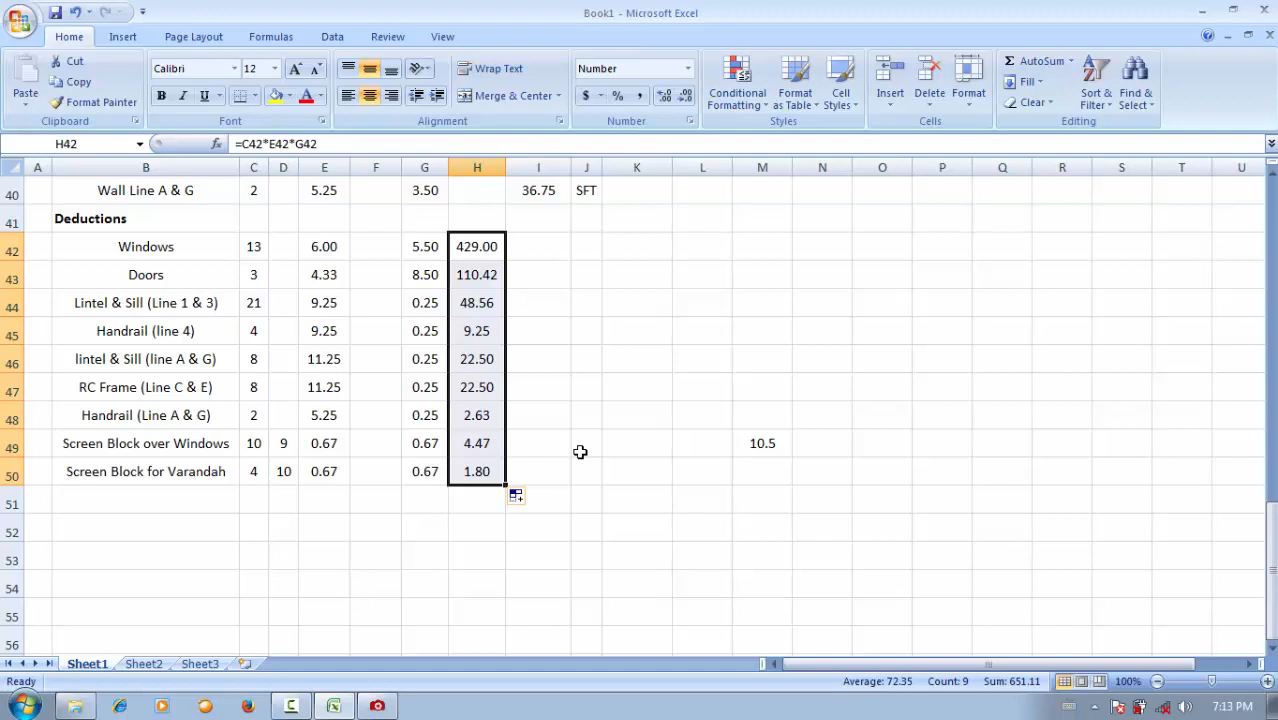 Book1 - Microsoft Excel
Home Insert Page Layout Formulas Data Review View
Paste Cut Copy Format Painter Clipboard
Calibri 12 A A B I U A Font
Wrap Text Merge & Center Alignment
Number $ % , Number
Conditional Formatting Format as Table Cell Styles Styles
Insert Delete Format Cells
Σ AutoSum Fill Clear Sort & Filter Find & Select Editing
H42 fx =C42*E42*G42
A B C D E F G H I J K L M N O P Q R S T U
40 Wall Line A & G 2 5.25 3.50 36.75 SFT
41 Deductions
42 Windows 13 6.00 5.50 429.00
43 Doors 3 4.33 8.50 110.42
44 Lintel & Sill (Line 1 & 3) 21 9.25 0.25 48.56
45 Handrail (line 4) 4 9.25 0.25 9.25
46 lintel & Sill (line A & G) 8 11.25 0.25 22.50
47 RC Frame (Line C & E) 8 11.25 0.25 22.50
48 Handrail (Line A & G) 2 5.25 0.25 2.63
49 Screen Block over Windows 10 9 0.67 0.67 4.47 10.5
50 Screen Block for Varandah 4 10 0.67 0.67 1.80
51
52
53
54
55
56
Sheet1 Sheet2 Sheet3
Ready Average: 72.35 Count: 9 Sum: 651.11 100%
7:13 PM